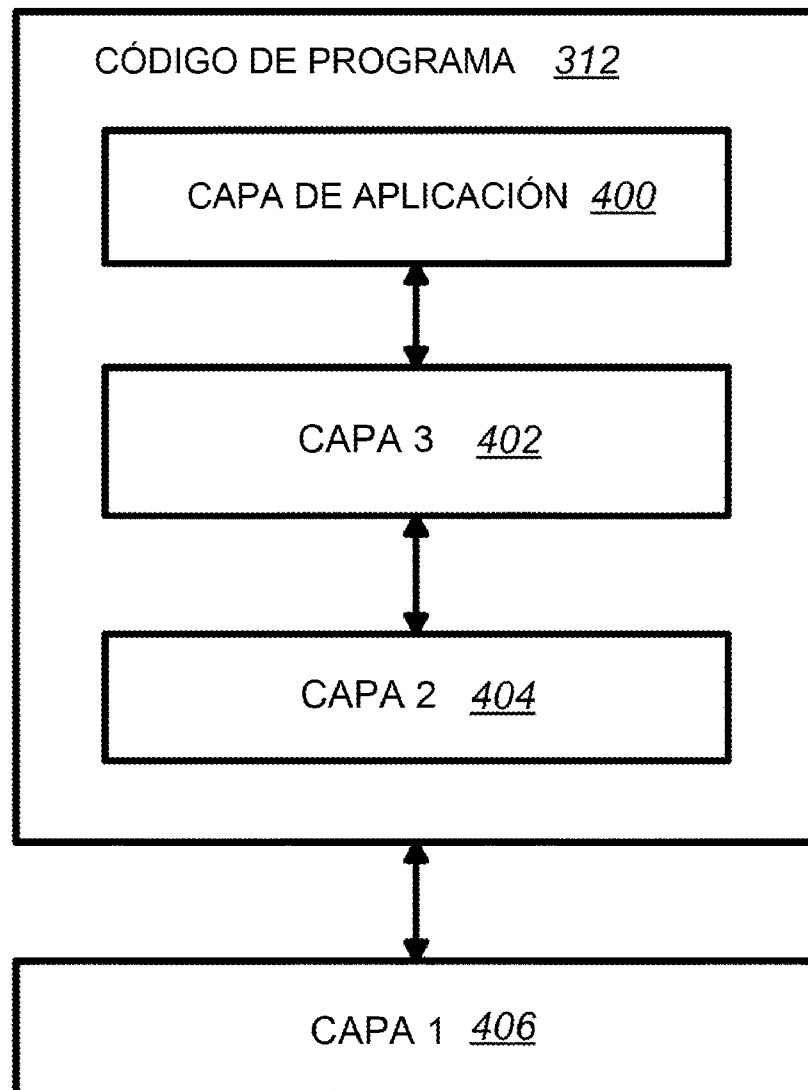 CÓDIGO DE PROGRAMA 312
CAPA DE APLICACIÓN 400
CAPA 3 402
CAPA 2 404
CAPA 1 406